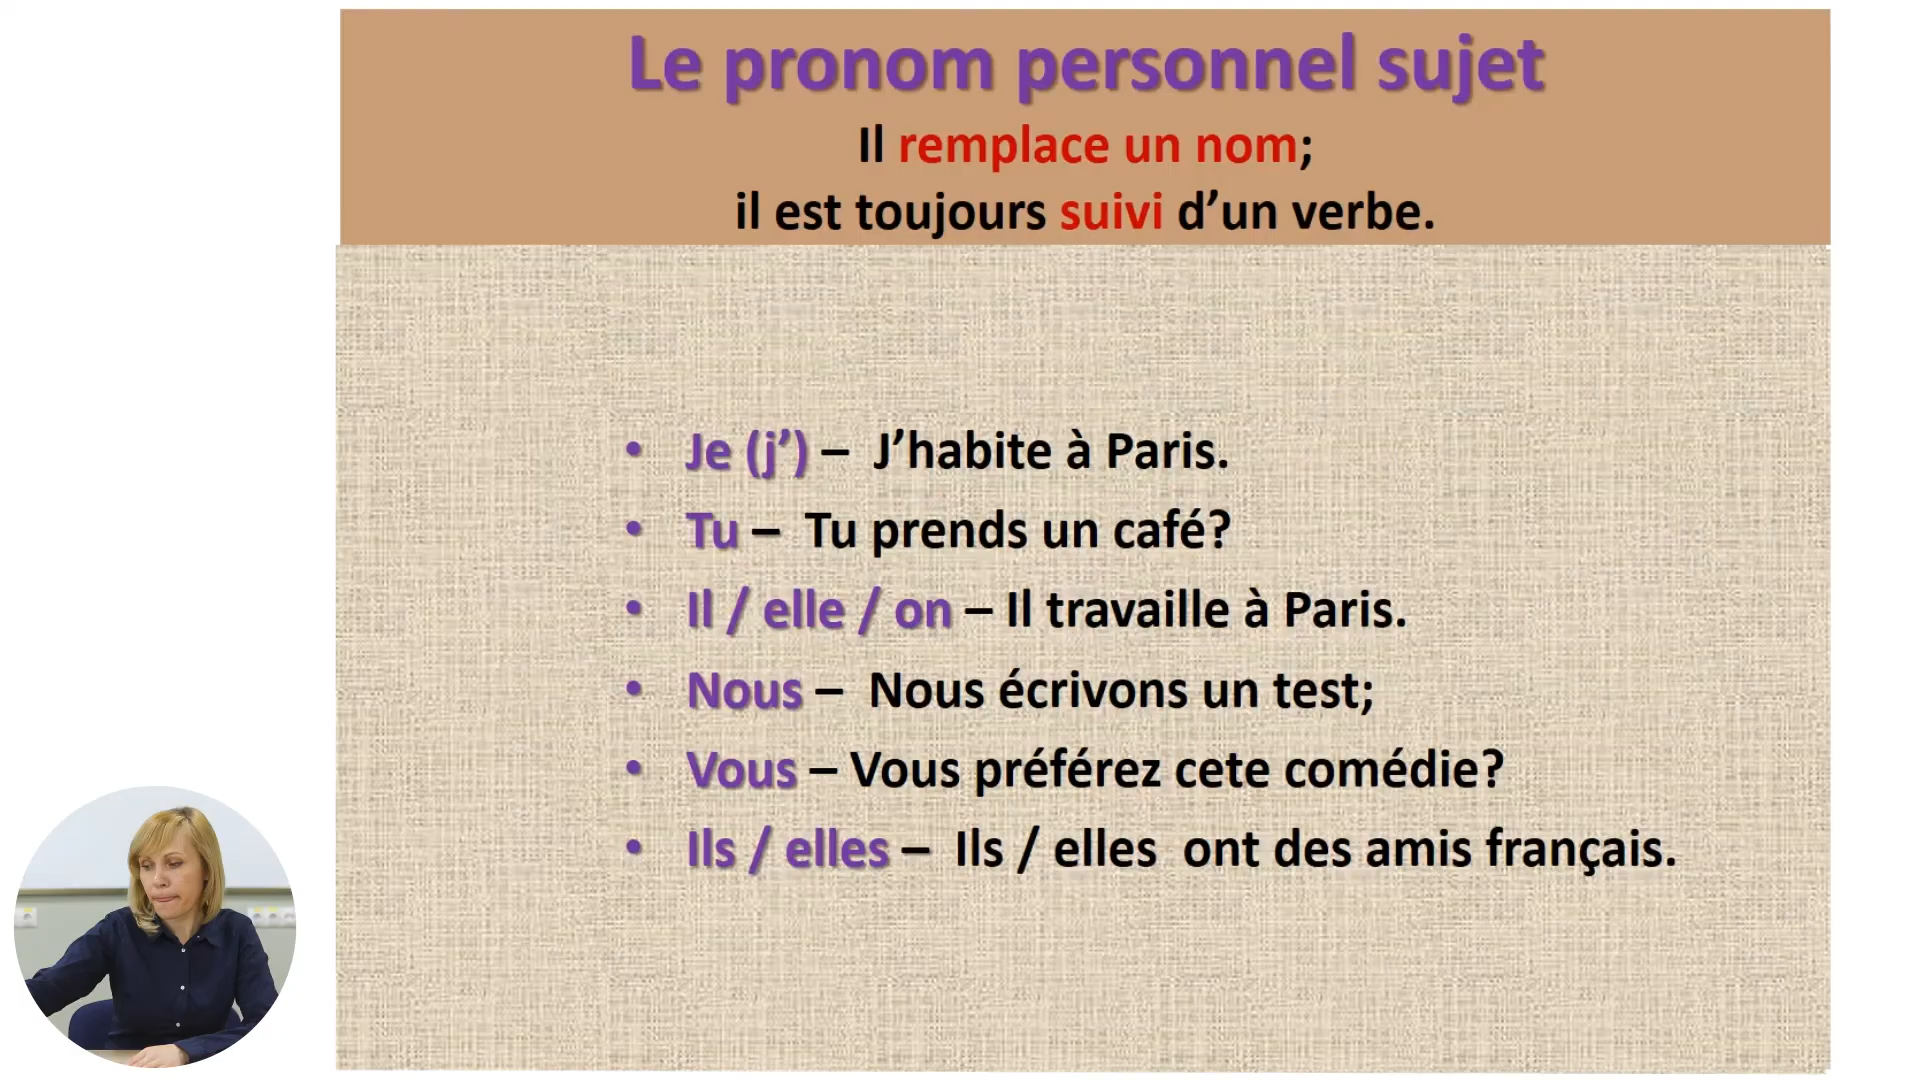 Le pronom personnel sujet
Il remplace un nom;
il est toujours suivi d’un verbe.
• Je (j’) – J’habite à Paris.
• Tu – Tu prends un café?
• Il / elle / on – Il travaille à Paris.
• Nous – Nous écrivons un test;
• Vous – Vous préférez cete comédie?
• Ils / elles – Ils / elles ont des amis français.